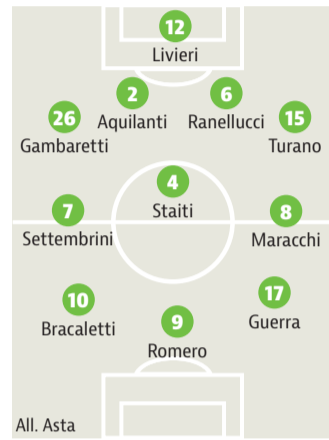 12
Livieri
2
Aquilanti
6
Ranellucci
26
Gambaretti
15
Turano
4
Staiti
7
Settembrini
8
Maracchi
10
Bracaletti
9
Romero
17
Guerra
All. Asta